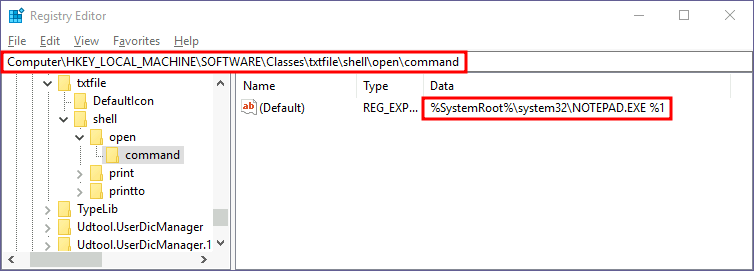 Registry Editor
File Edit View Favorites Help
Computer\HKEY_LOCAL_MACHINE\SOFTWARE\Classes\txtfile\shell\open\command
txtfile
DefaultIcon
shell
open
command
print
printto
TypeLib
Udtool.UserDicManager
Udtool.UserDicManager.1
Name Type Data
ab (Default) REG_EXP... %SystemRoot%\system32\NOTEPAD.EXE %1